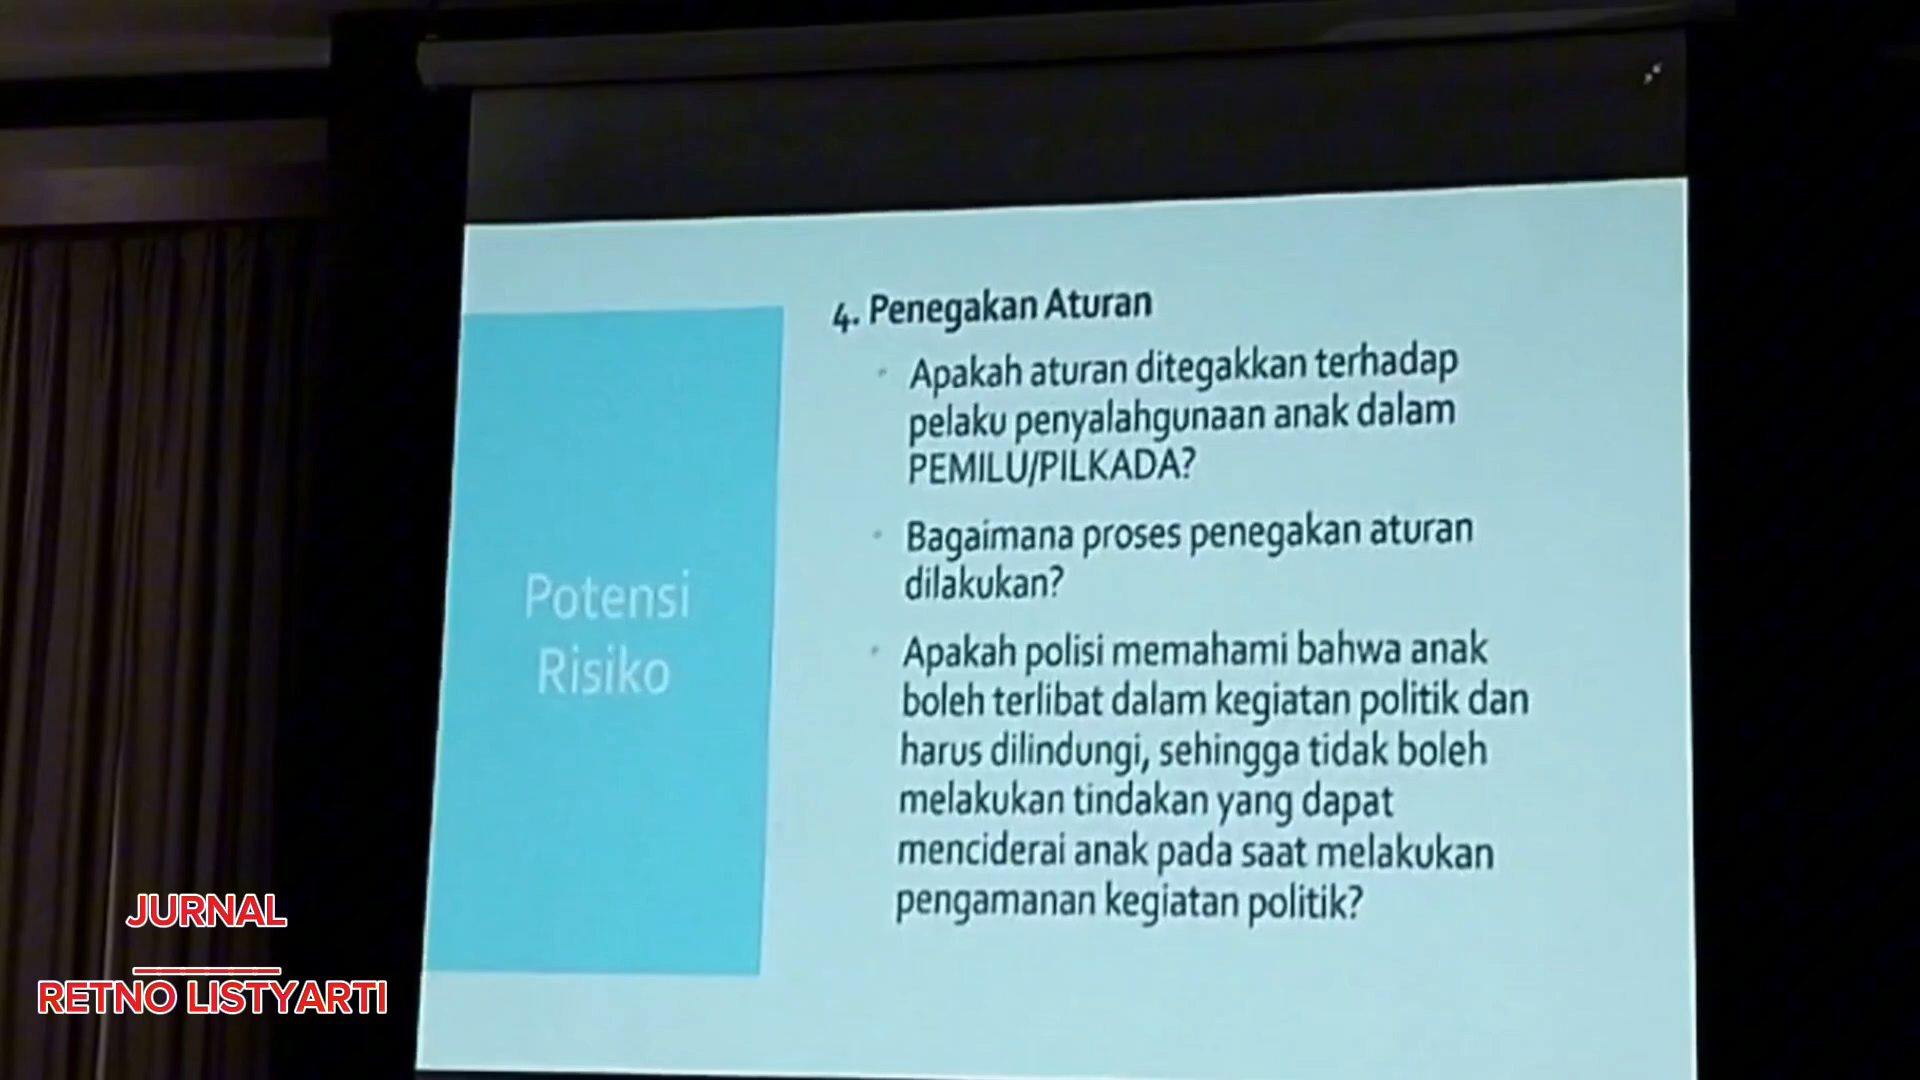 Potensi
Risiko
4. Penegakan Aturan
Apakah aturan ditegakkan terhadap
pelaku penyalahgunaan anak dalam
PEMILU/PILKADA?
Bagaimana proses penegakan aturan
dilakukan?
Apakah polisi memahami bahwa anak
boleh terlibat dalam kegiatan politik dan
harus dilindungi, sehingga tidak boleh
melakukan tindakan yang dapat
menciderai anak pada saat melakukan
pengamanan kegiatan politik?
JURNAL
RETNO LISTYARTI